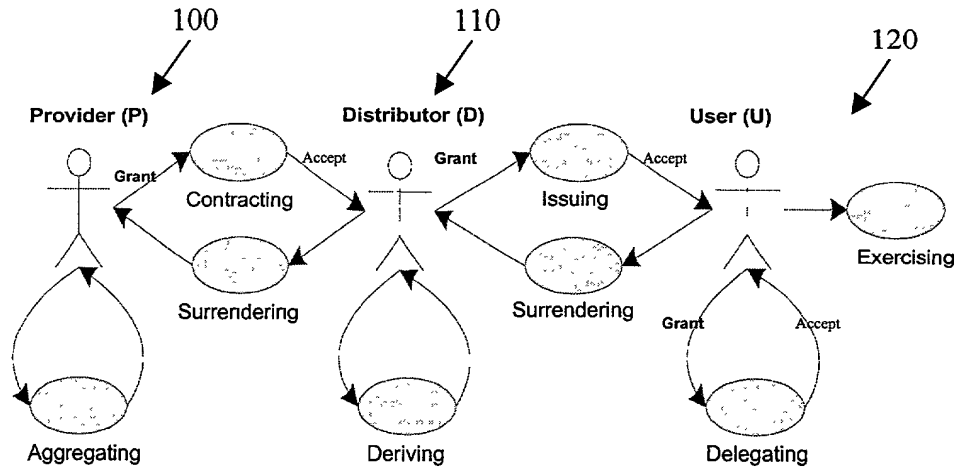 100
110
120
Provider (P)
Distributor (D)
User (U)
Grant
Accept
Grant
Accept
Contracting
Issuing
Exercising
Surrendering
Surrendering
Grant
Accept
Aggregating
Deriving
Delegating